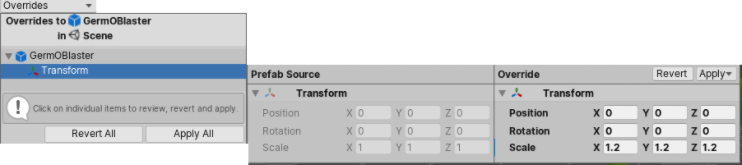 Overrides
Overrides to GermOBlaster
in Scene
GermOBlaster
Transform
Click on individual items to review, revert and apply.
Revert All Apply All
Prefab Source
Transform
Position X 0 Y 0 Z 0
Rotation X 0 Y 0 Z 0
Scale X 1 Y 1 Z 1
Override Revert Apply
Transform
Position X 0 Y 0 Z 0
Rotation X 0 Y 0 Z 0
Scale X 1.2 Y 1.2 Z 1.2